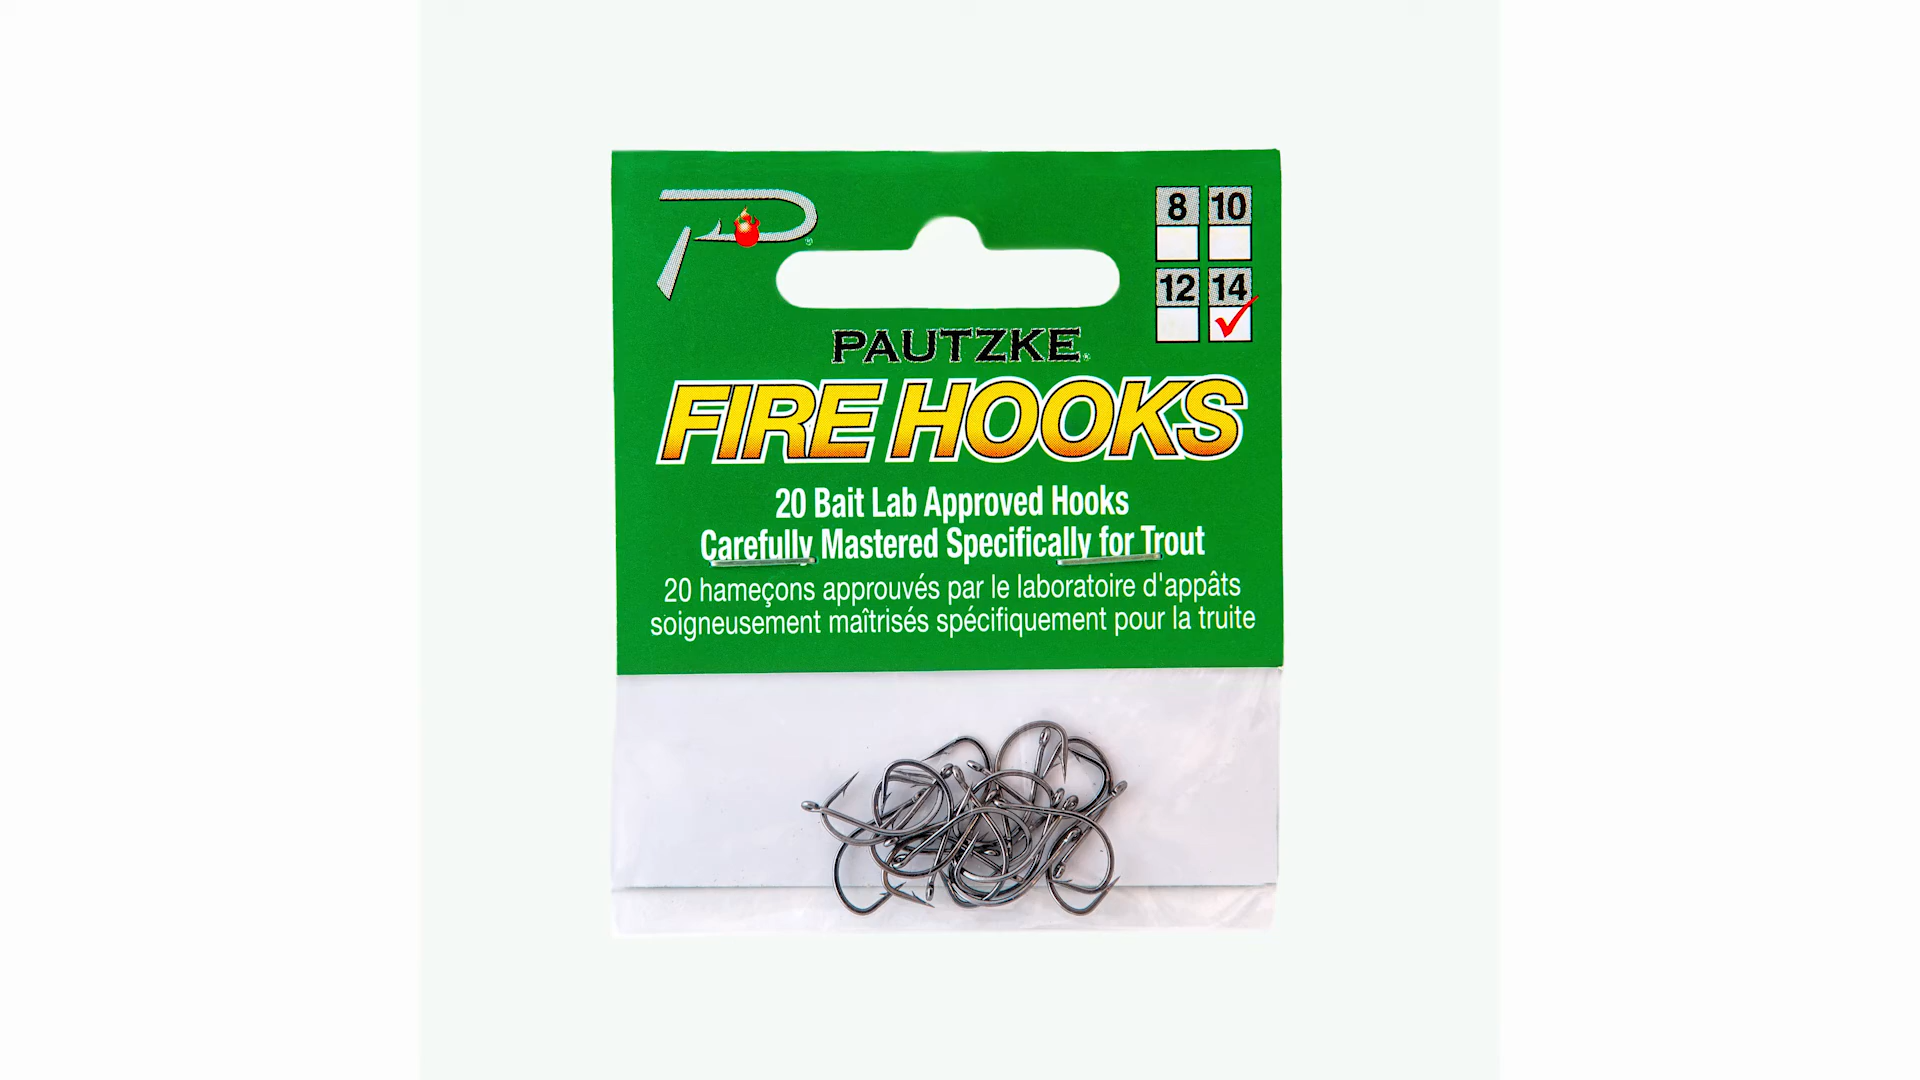 P
8 10
12 14
PAUTZKE®
FIRE HOOKS
20 Bait Lab Approved Hooks
Carefully Mastered Specifically for Trout
20 hameçons approuvés par le laboratoire d'appâts
soigneusement maîtrisés spécifiquement pour la truite